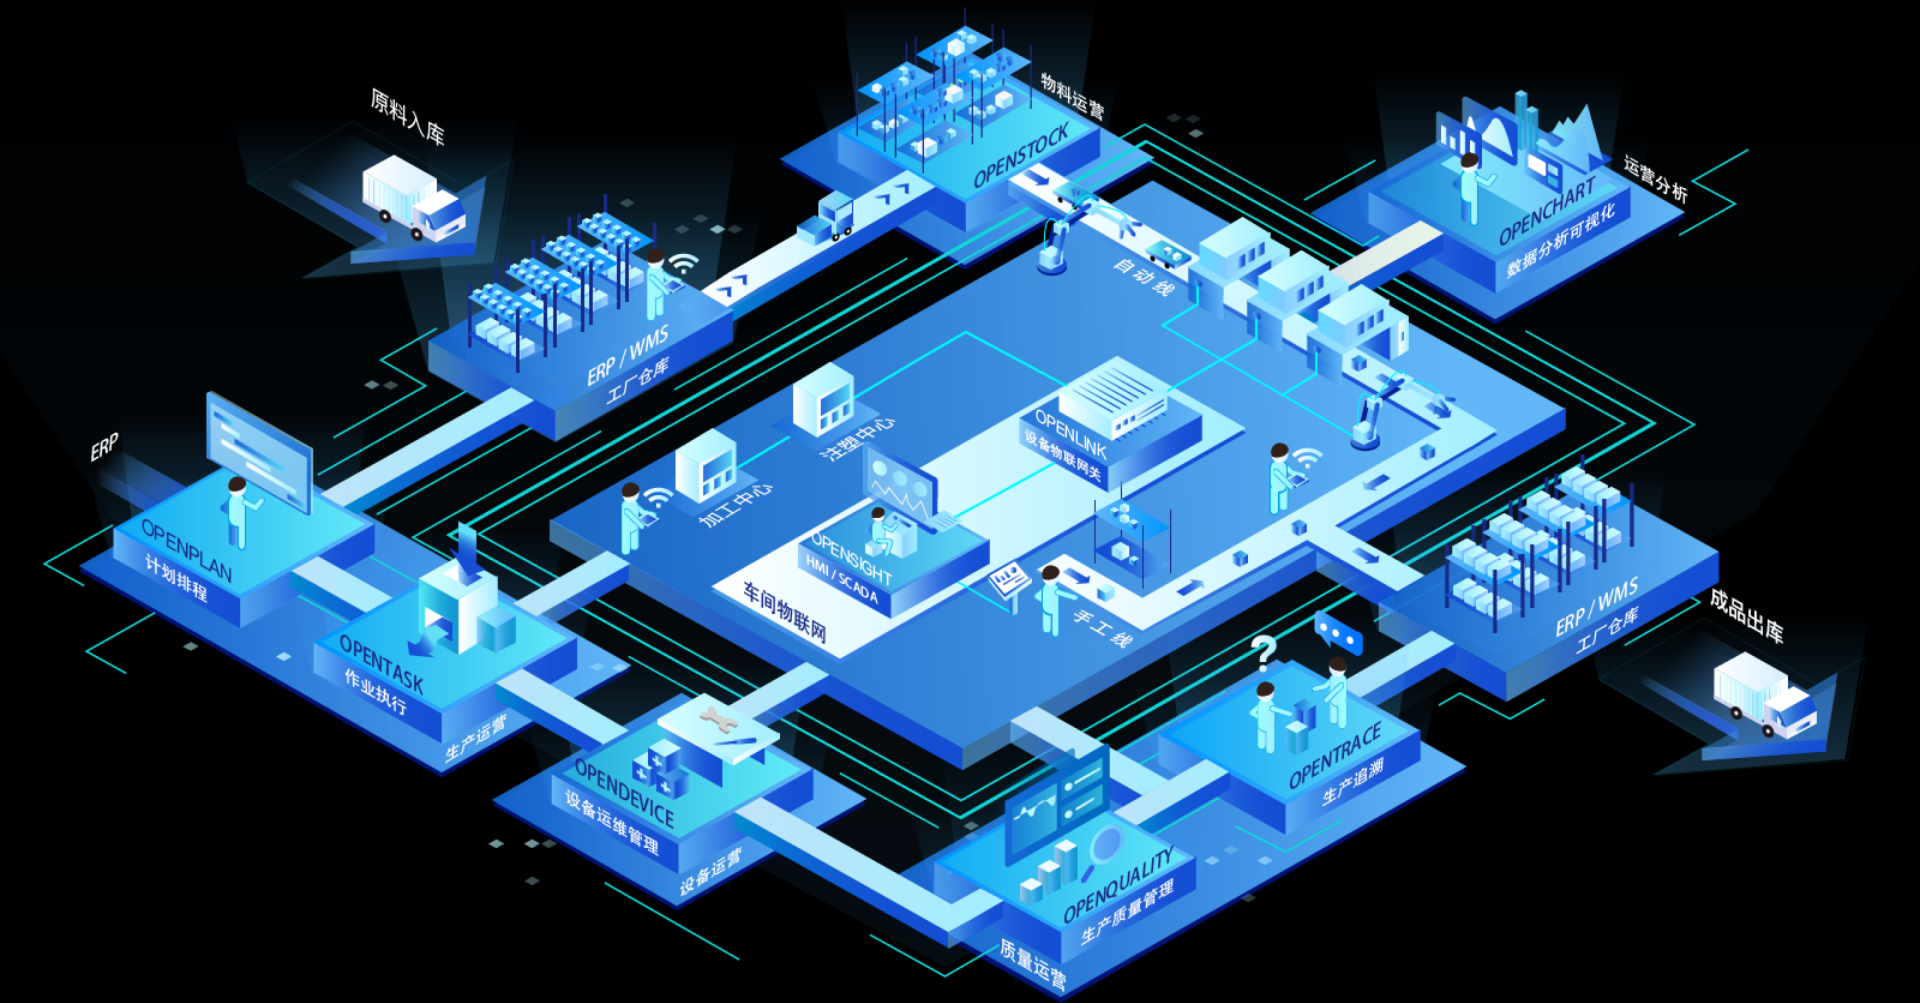 物料运营
OPENSTOCK
原料入库
运营分析
OPENCHART
数据分析可视化
自动线
ERP / WMS
工厂仓库
ERP
OPENPLAN
计划排程
注塑中心
加工中心
OPENLINK
设备物联网关
OPENSIGHT
HMI / SCADA
车间物联网
手工线
OPENTASK
作业执行
生产运营
ERP / WMS
工厂仓库
成品出库
OPENTRACE
生产追溯
OPENDEVICE
设备运维管理
设备运营
OPENQUALITY
生产质量管理
质量运营